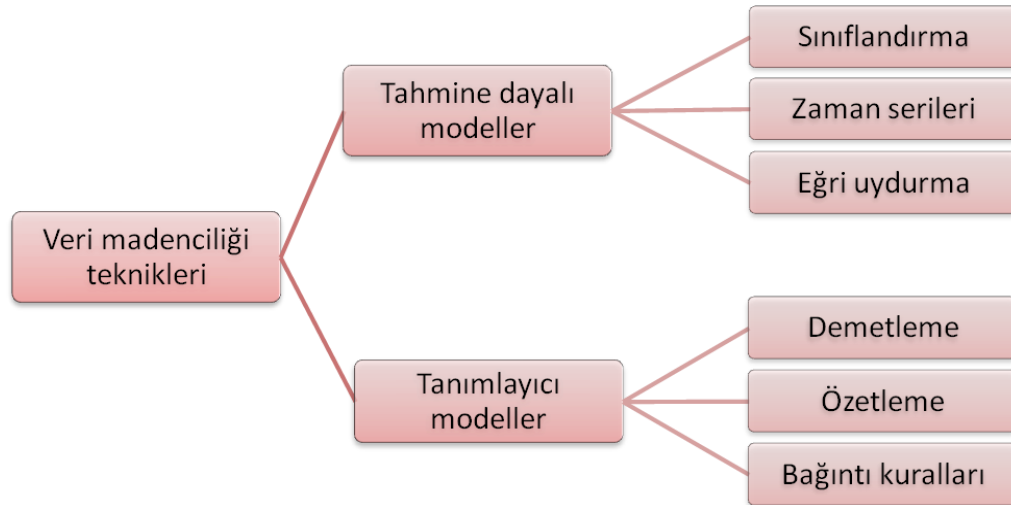 Veri madenciliği
teknikleri
Tahmine dayalı
modeller
Sınıflandırma
Zaman serileri
Eğri uydurma
Tanımlayıcı
modeller
Demetleme
Özetleme
Bağıntı kuralları